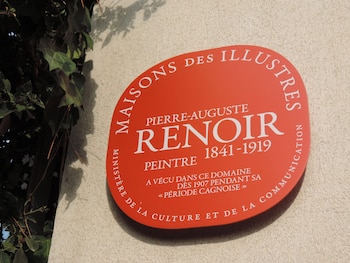 MAISONS DES ILLUSTRES
PIERRE-AUGUSTE
RENOIR
PEINTRE 1841-1919
A VÉCU DANS CE DOMAINE
DÈS 1907 PENDANT SA
« PÉRIODE CAGNOISE »
MINISTÈRE DE LA CULTURE ET DE LA COMMUNICATION